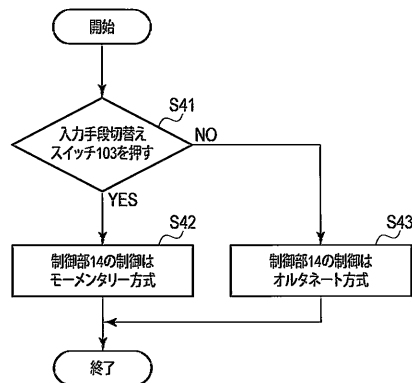 開始
S41
入力手段切替え
スイッチ103を押す
NO
YES
S42
制御部14の制御は
モーメンタリー方式
S43
制御部14の制御は
オルタネート方式
終了